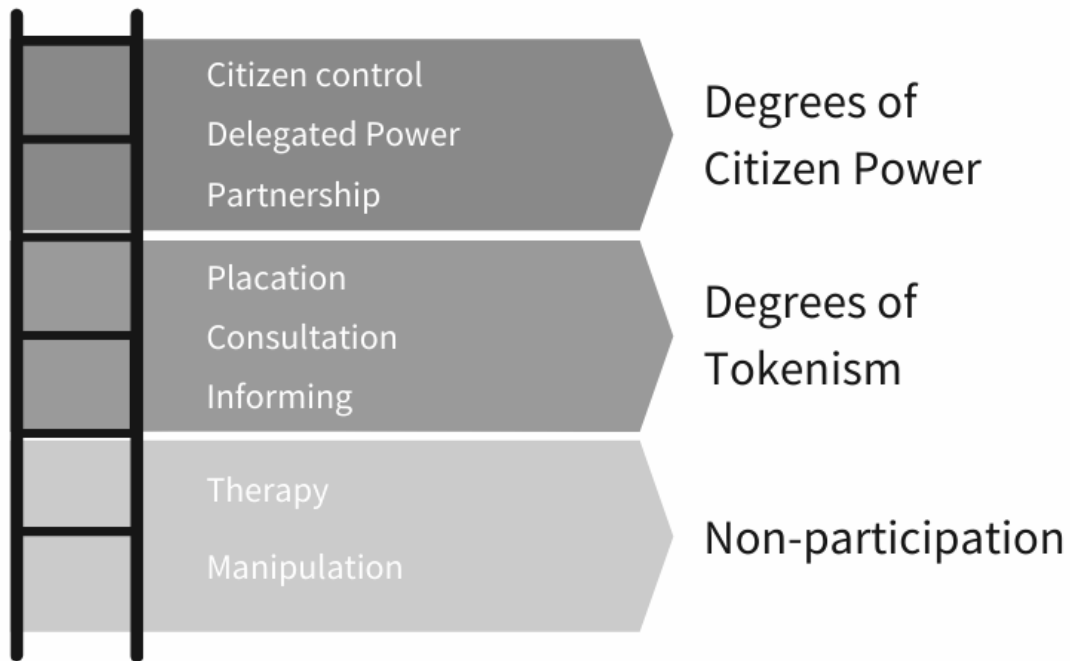 Citizen control
Delegated Power
Partnership
Degrees of
Citizen Power
Placation
Consultation
Informing
Degrees of
Tokenism
Therapy
Manipulation
Non-participation